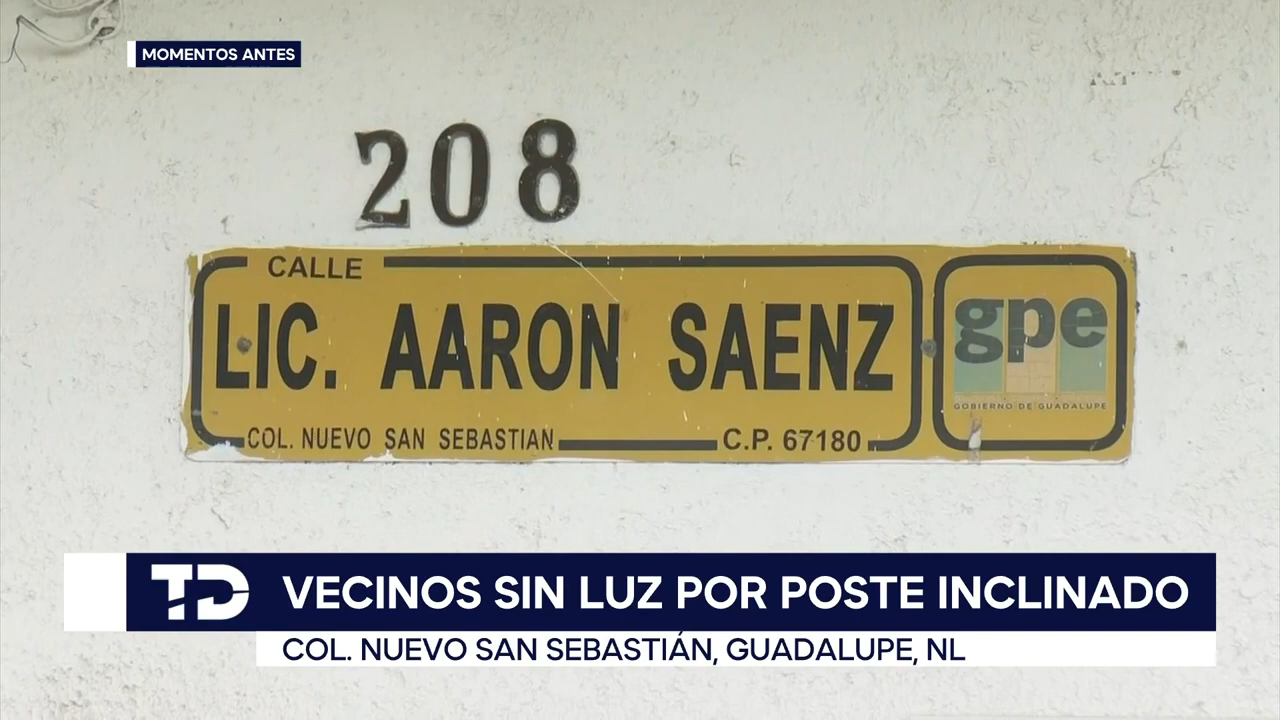 MOMENTOS ANTES
208
CALLE
LIC. AARON SAENZ
COL. NUEVO SAN SEBASTIAN
C.P. 67180
gpe
GOBIERNO DE GUADALUPE
TD VECINOS SIN LUZ POR POSTE INCLINADO
COL. NUEVO SAN SEBASTIÁN, GUADALUPE, NL